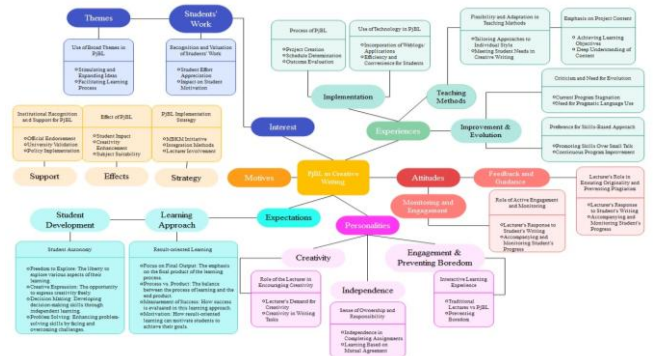 Themes
Students'
Work
Use of Broad Themes in
PjBL
Stimulating and
Expanding Ideas
Facilitating Learning
Process
Recognition and Valuation
of Students' Work
Student Effort
Appreciation
Impact on Student
Motivation
Interest
Process of PjBL
Project Creation
Schedule Determination
Outcome Evaluation
Use of Technology in PjBL
Incorporation of Writings/
Applications
Efficiency and
Convenience for Students
Implementation
Experiences
Flexibility and Adaptation in
Teaching Methods
Tailoring Approaches to
Individual Style
Meeting Student Needs in
Creative Writing
Emphasis on Project Content
Achieving Learning
Objectives
Deep Understanding of
Content
Teaching
Methods
Criticism and Need for Evolution
Current Program Stagnation
Need for Pragmatic Language Use
Improvement &
Evolution
Preference for Skills-Based Approach
Promoting Skills Over Small Talk
Continuous Program Improvement
Institutional Recognition
and Support for PjBL
Official Endorsement
University Validation
Policy Implementation
Effect of PjBL
Student Impact
Creativity
Enhancement
Subject Suitability
PjBL Implementation
Strategy
MBKM Initiative
Integration Methods
Lecturer Involvement
Support
Effects
Strategy
Motives
PjBL in Creative
Writing
Attitudes
Feedback and
Guidance
Lecturer's Role in
Ensuring Originality and
Preventing Plagiarism
Lecturer's Response to
Student's Writing
Accompanying and
Monitoring Student's
Progress
Monitoring and
Engagement
Role of Active Engagement
and Monitoring
Lecturer's Response to
Student's Writing
Accompanying and
Monitoring Student's
Progress
Expectations
Student
Development
Learning
Approach
Student Autonomy
Freedom to Explore: The liberty to
explore various aspects of their
learning.
Creative Expression: The opportunity
to express creativity freely
Decision Making: Developing
decision-making skills through
independent learning.
Problem Solving: Enhancing problem-
solving skills by facing and
overcoming challenges.
Result-oriented Learning
Focus on Final Output: The emphasis
on the final product of the learning
process.
Process vs. Product: The balance
between the process of learning and the
end product
Measurement of Success: How success
is evaluated in this learning approach.
Motivation: How result-oriented
learning can motivate students to
achieve their goals.
Personalities
Creativity
Role of the Lecturer in
Encouraging Creativity
Lecturer's Demand for
Creativity
Creativity in Writing
Tasks
Independence
Sense of Ownership and
Responsibility
Independence in
Completing Assignments
Learning Based on
Mutual Agreement
Engagement &
Preventing Boredom
Interactive Learning
Experience
Traditional
Lectures vs PjBL
Preventing
Boredom